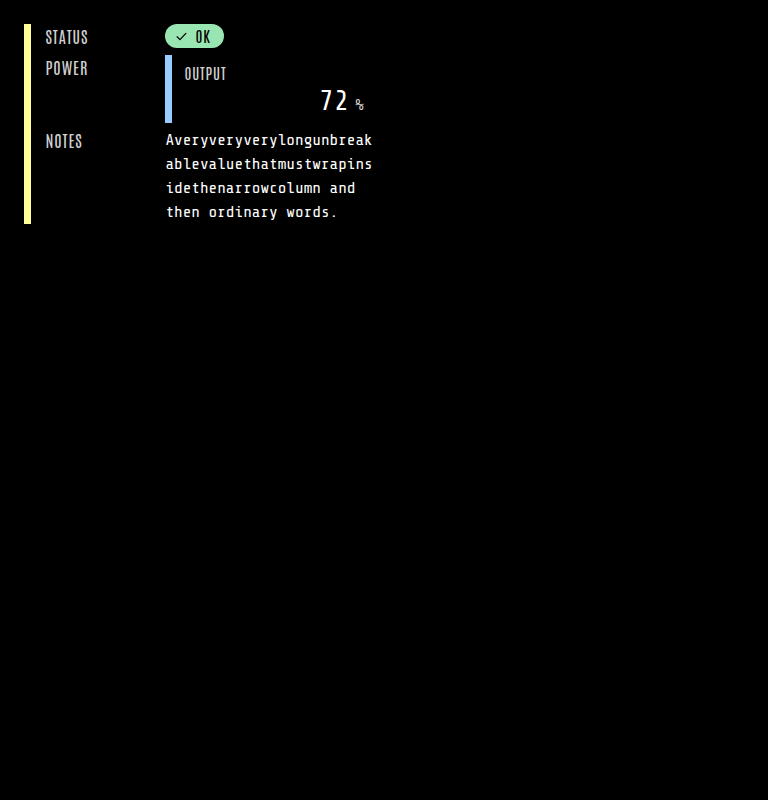 STATUS ✓ OK
POWER OUTPUT
72 %
NOTES Averyveryverylongunbreak
ablevaluethatmustwrapins
idethenarrowcolumn and
then ordinary words.